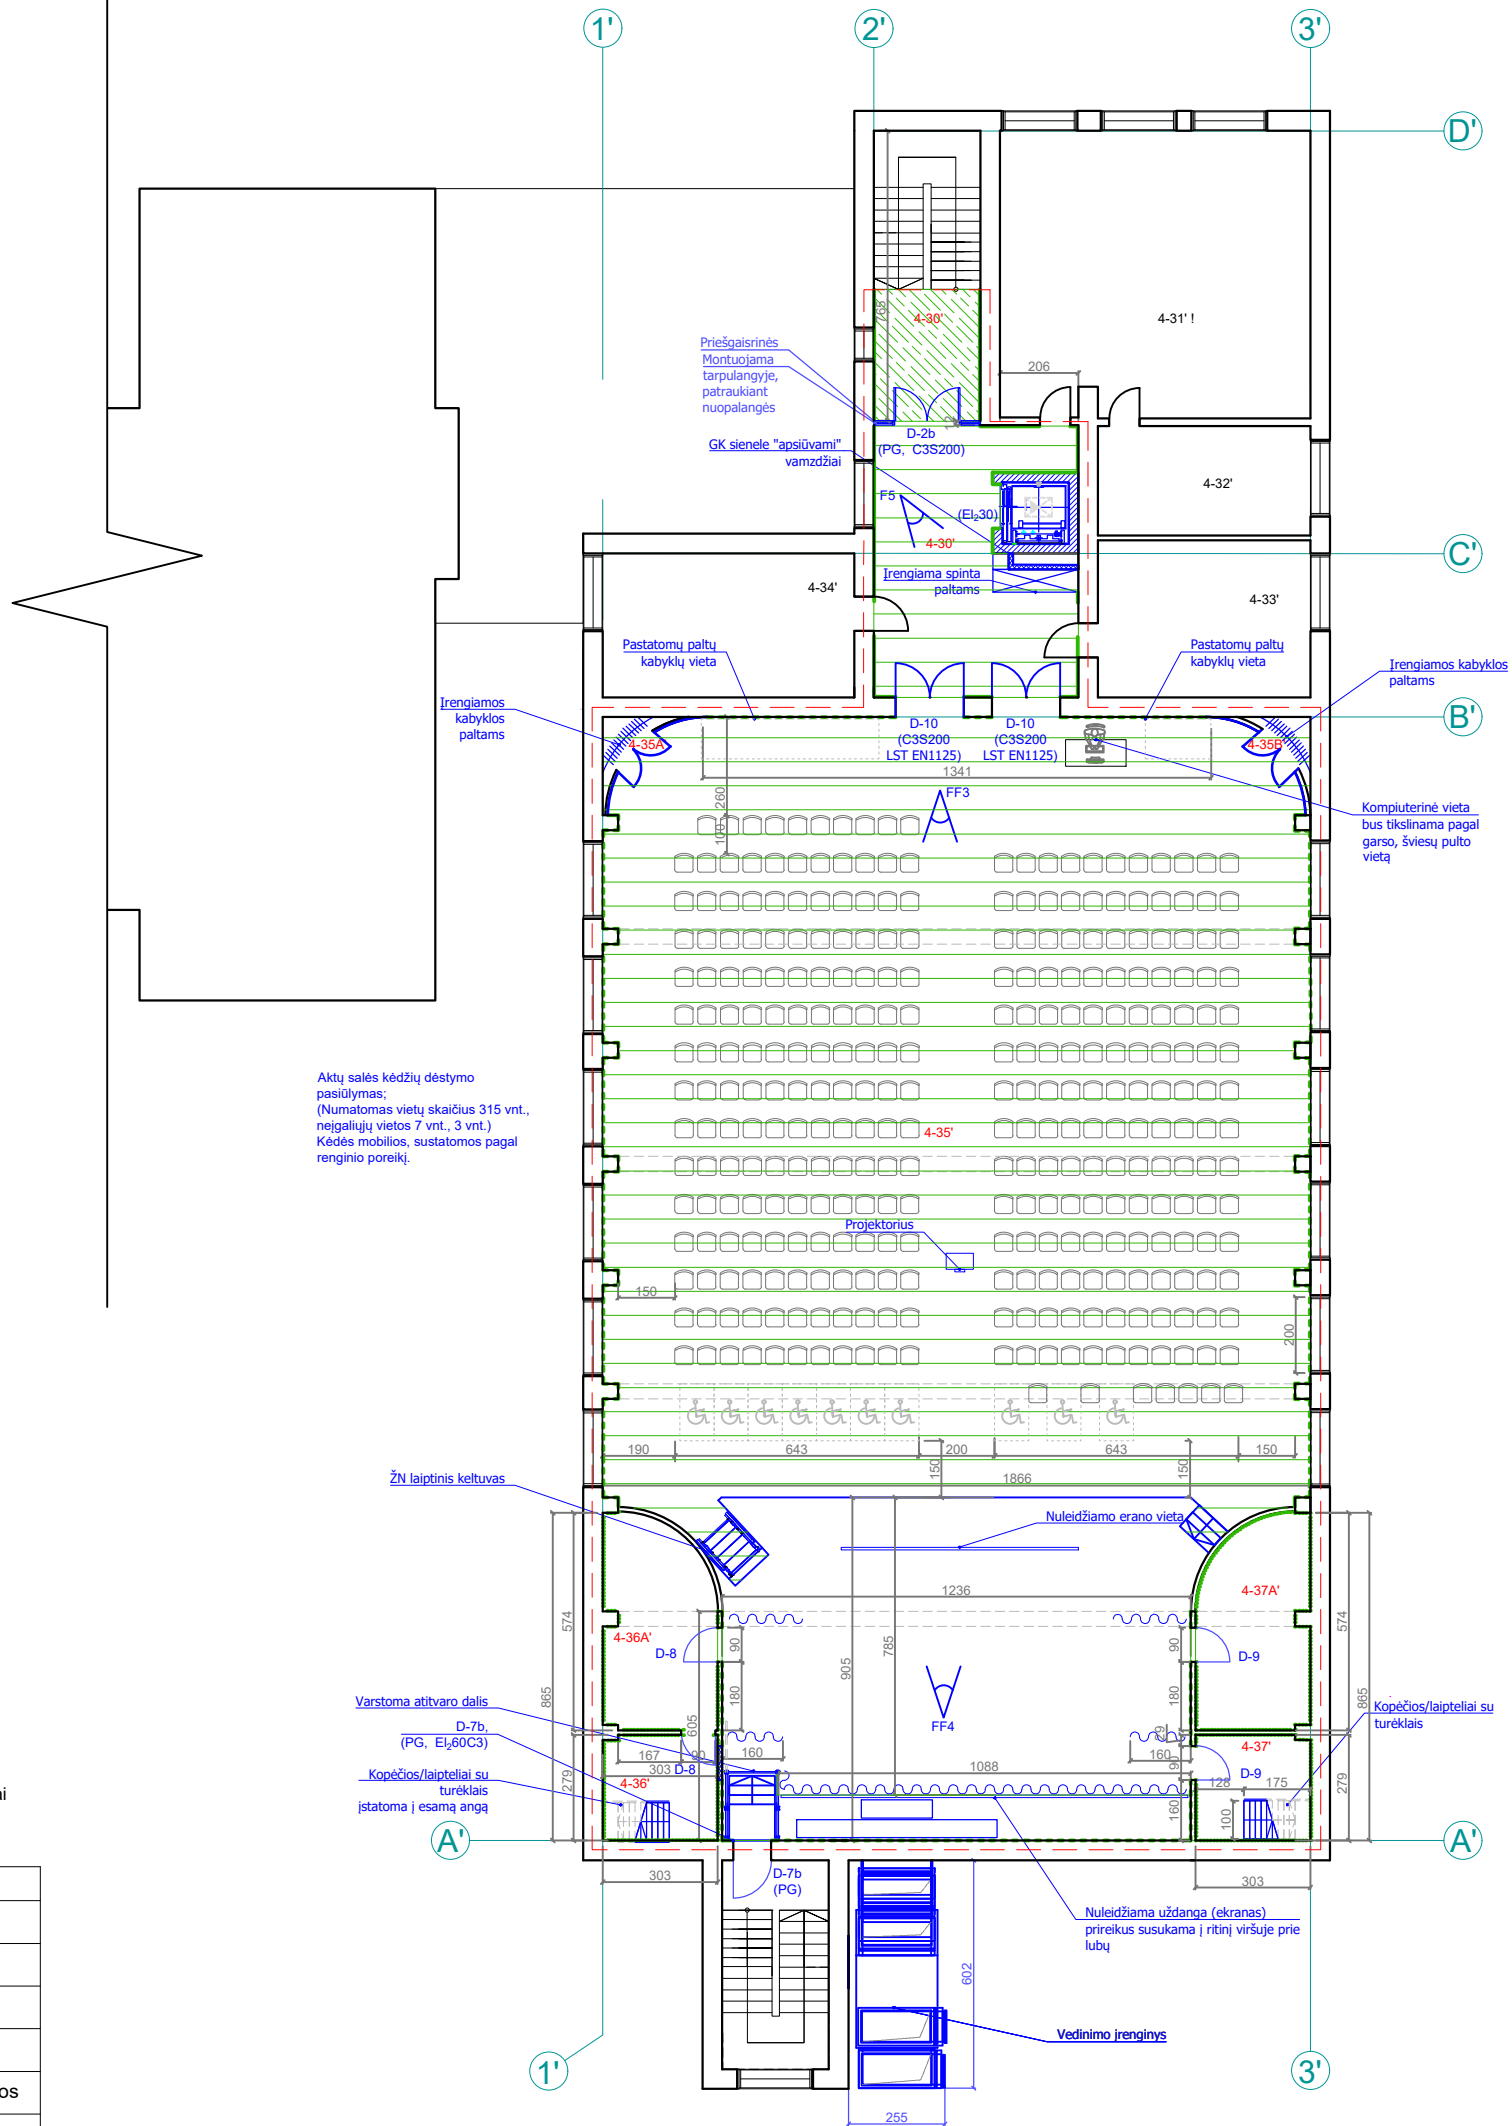 1'
2'
3'
D'
4-30'
4-31' !
765
206
12
Priešgaisrinės
Montuojama
tarpulangyje,
patraukiant
nuopalangės
D-2b
(PG, C3S200)
GK sienele "apsiūvami"
vamzdžiai
4-32'
F5
(EI₂30)
4-30'
C'
Įrengiama spinta
paltams
4-34'
4-33'
Pastatomų paltų
kabyklų vieta
Pastatomų paltų
kabyklų vieta
Įrengiamos kabyklos
paltams
Įrengiamos
kabyklos
paltams
B'
D-10
(C3S200
LST EN1125)
D-10
(C3S200
LST EN1125)
4-35A'
4-35B'
1341
260
100
FF3
Kompiuterinė vieta
bus tikslinama pagal
garso, šviesų pulto
vietą
Aktų salės kėdžių dėstymo
pasiūlymas;
(Numatomas vietų skaičius 315 vnt.,
neįgaliųjų vietos 7 vnt., 3 vnt.)
Kėdės mobilios, sustatomos pagal
renginio poreikį.
4-35'
Projektorius
150
200
190
643
200
643
150
150
150
1866
ŽN laiptinis keltuvas
Nuleidžiamo erano vieta
1236
574
865
279
4-36A'
D-8
90
180
605
905
785
4-37A'
D-9
90
180
574
865
279
FF4
Varstoma atitvaro dalis
D-7b,
(PG, EI₂60C3)
Kopėčios/laipteliai su
turėklais
įstatoma į esamą angą
167
90
303
D-8
4-36'
160
1088
160
29
90
160
4-37'
D-9
128
175
100
Kopėčios/laipteliai su
turėklais
ai
A'
A'
303
D-7b
(PG)
303
Nuleidžiama uždanga (ekranas)
prireikus susukama į ritinį viršuje prie
lubų
602
Vedinimo įrenginys
1'
3'
os
255